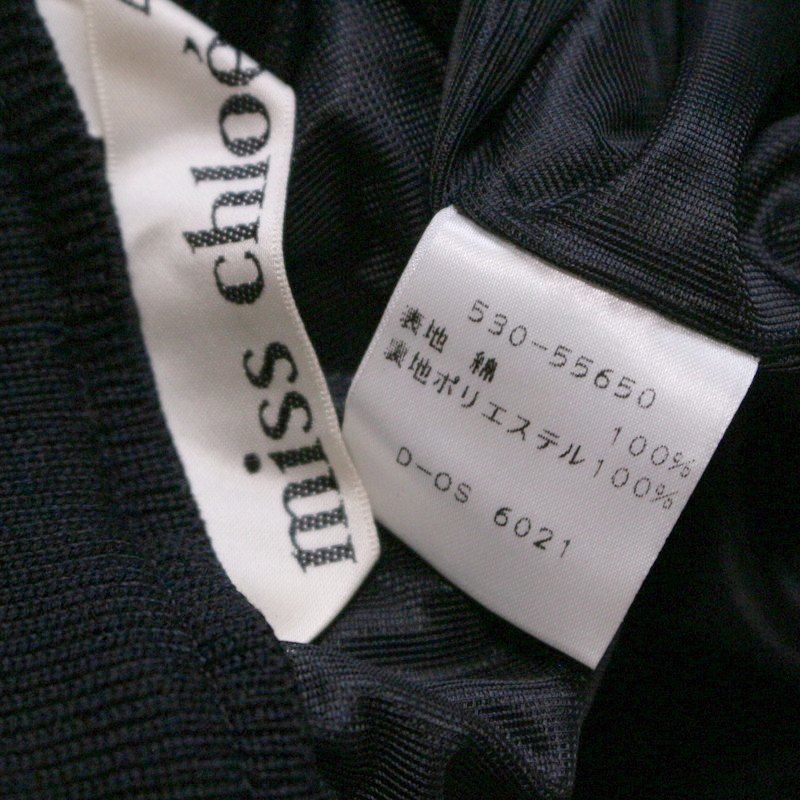 miss chloé
530-55650
表地 綿 100%
裏地ポリエステル100%
D-OS 6021